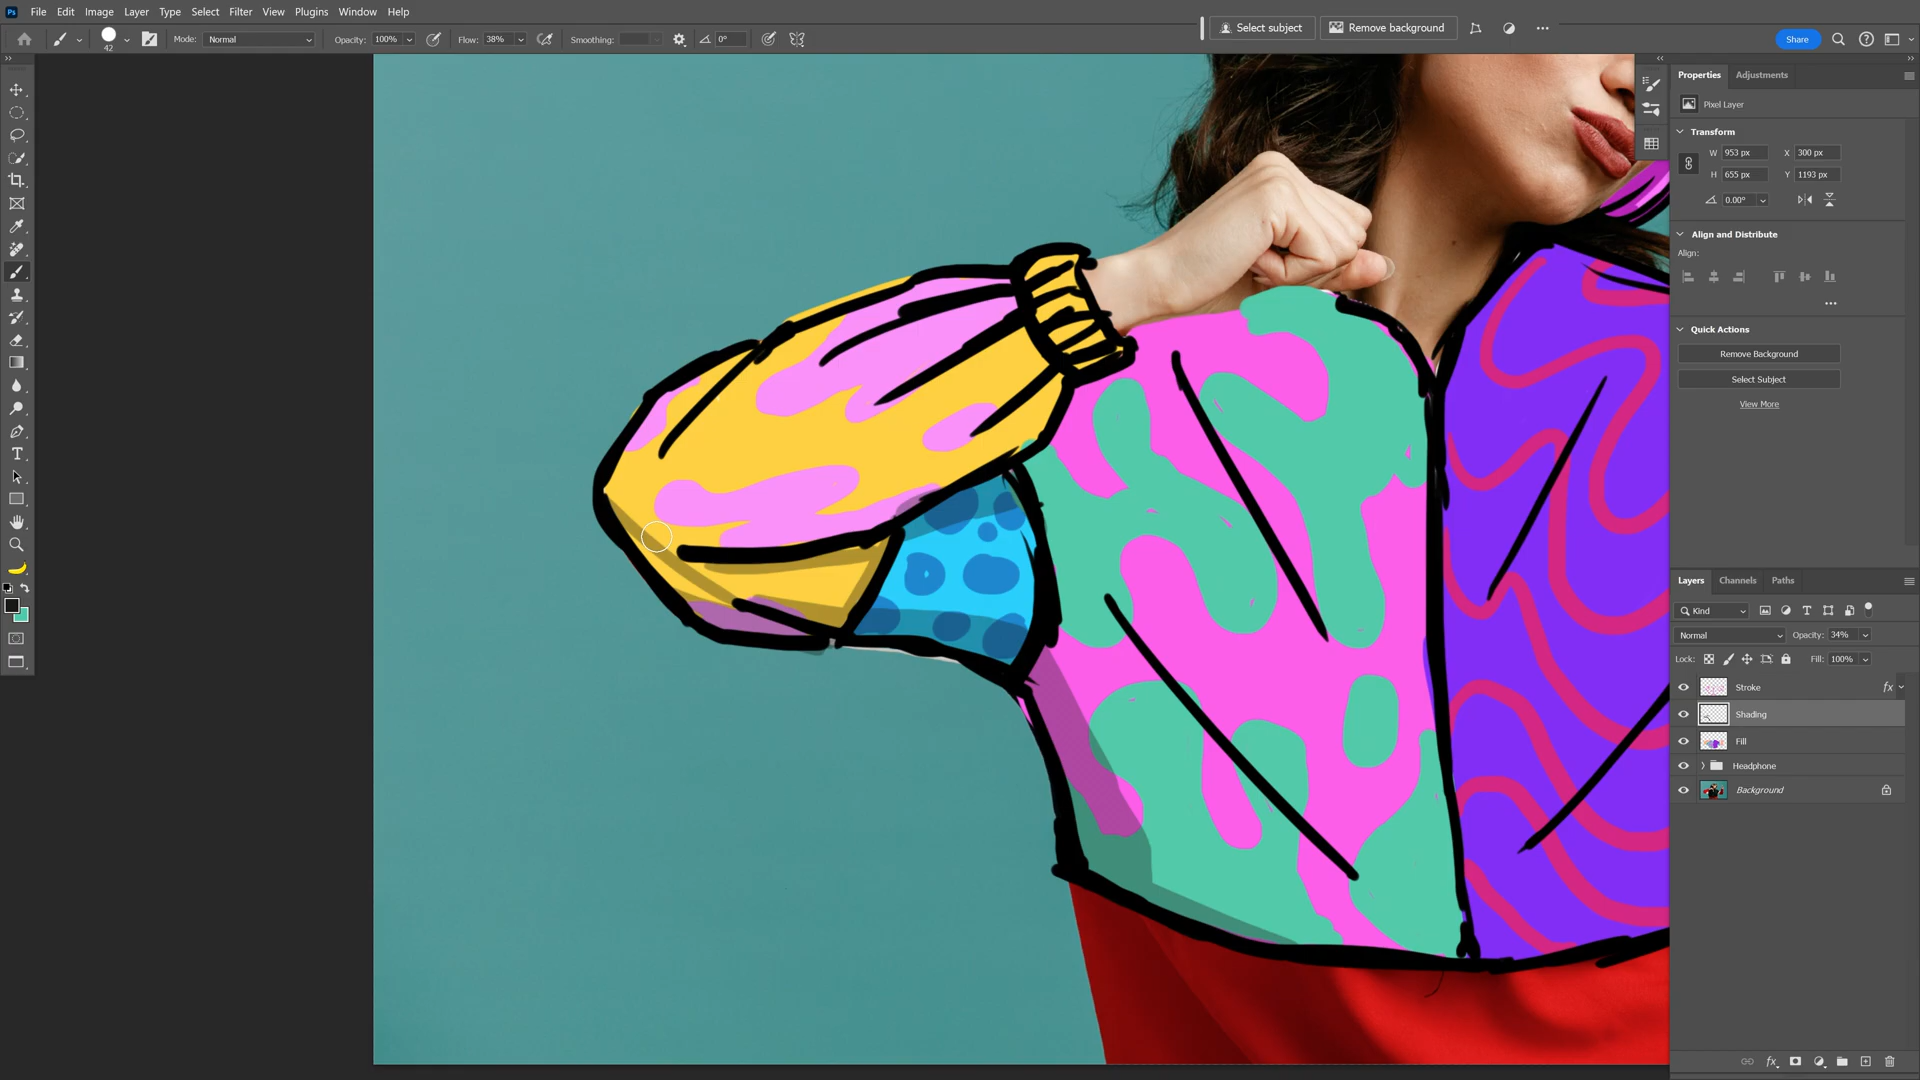 Ps File Edit Image Layer Type Select Filter View Plugins Window Help
42 Mode: Normal Opacity: 100% Flow: 38% Smoothing: 0°
Select subject Remove background
Share
Properties Adjustments
Pixel Layer
Transform
W 953 px X 300 px
H 655 px Y 1193 px
0.00°
Align and Distribute
Align:
Quick Actions
Remove Background
Select Subject
View More
Layers Channels Paths
Kind
Normal Opacity: 34%
Lock: Fill: 100%
Stroke fx
Shading
Fill
Headphone
Background
fx